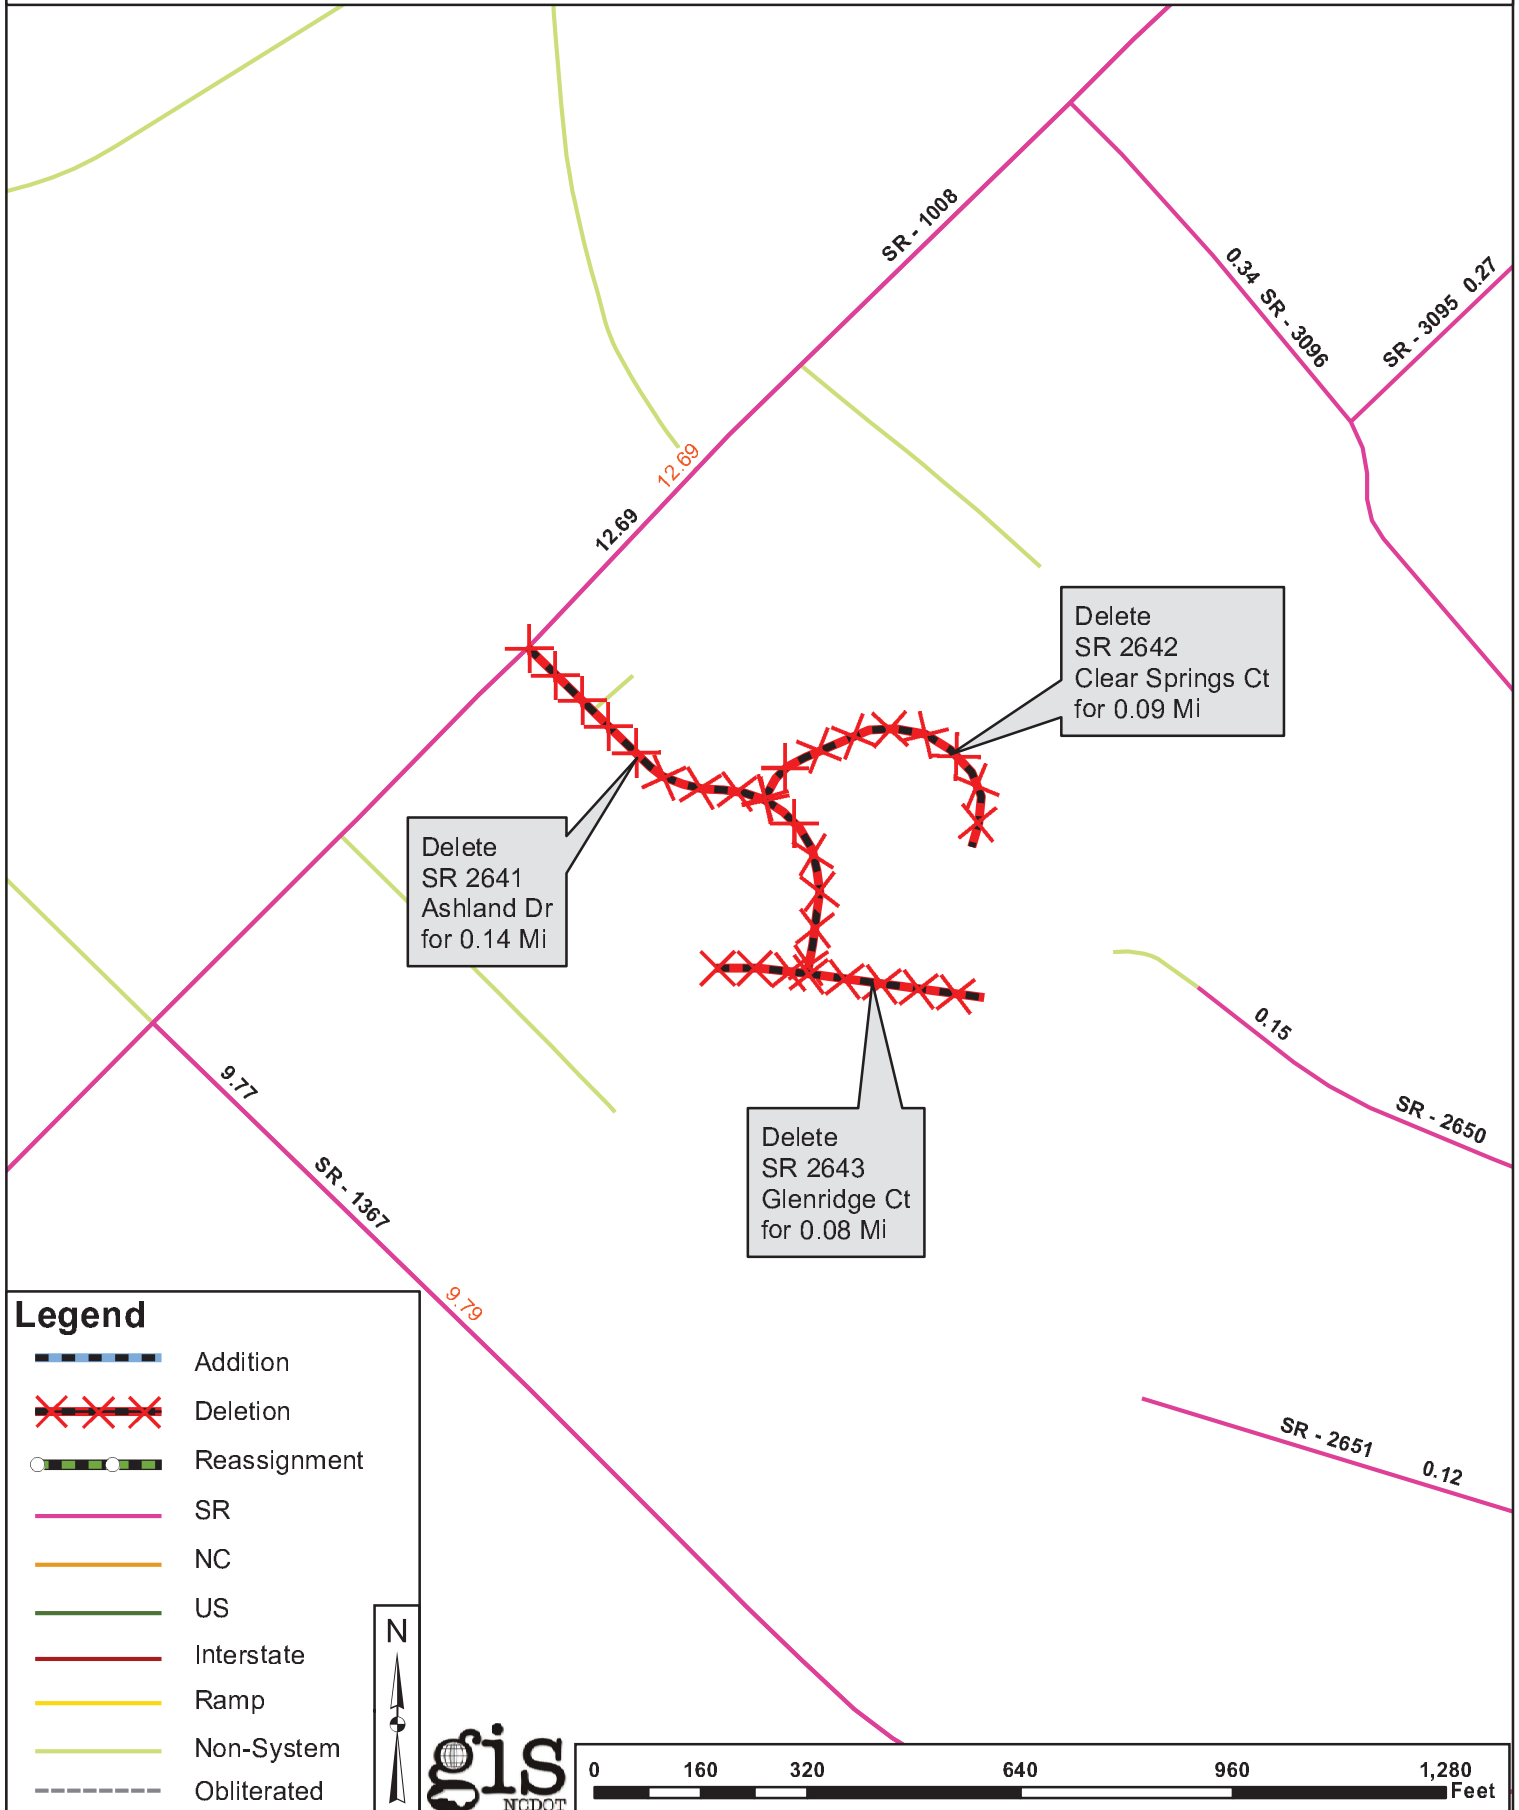 SR - 1008
0.34 SR - 3096
SR - 3095 0.27
12.69
12.69
Delete
SR 2642
Clear Springs Ct
for 0.09 Mi
Delete
SR 2641
Ashland Dr
for 0.14 Mi
0.15
SR - 2650
9.77
SR - 1367
Delete
SR 2643
Glenridge Ct
for 0.08 Mi
9.79
SR - 2651 0.12
Legend
Addition
Deletion
Reassignment
SR
NC
US
Interstate
Ramp
Non-System
Obliterated
N
gis
NCDOT
0 160 320 640 960 1,280
Feet